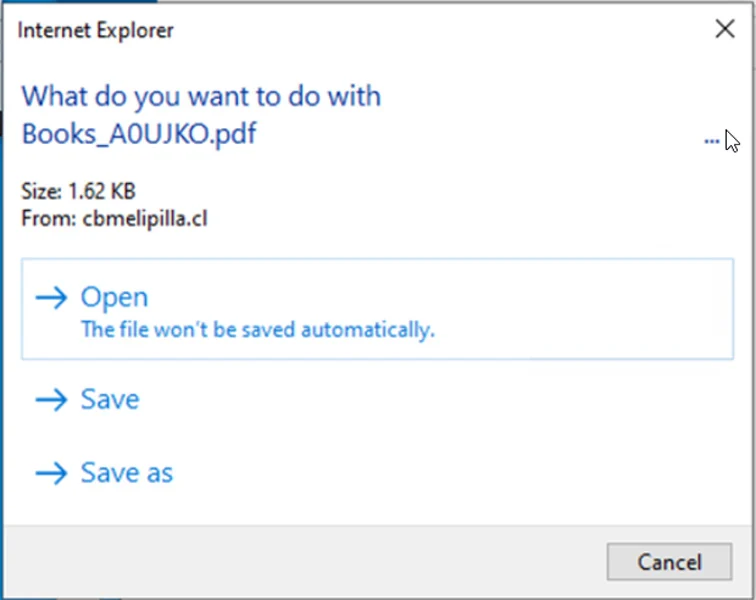 Internet Explorer
What do you want to do with
Books_A0UJKO.pdf
...
Size: 1.62 KB
From: cbmelipilla.cl
Open
The file won't be saved automatically.
Save
Save as
Cancel